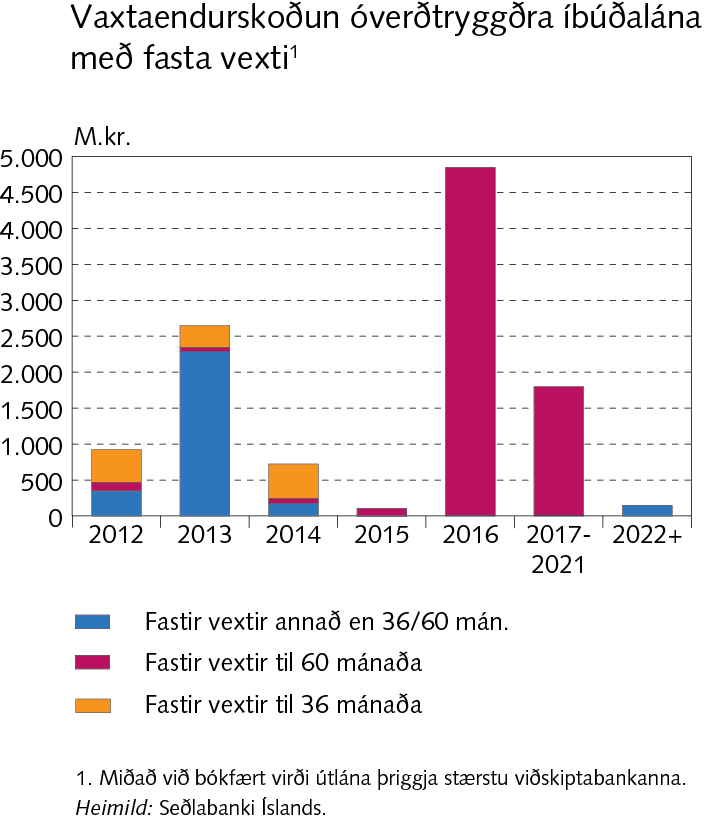 Vaxtaendurskoðun óverðtryggðra íbúðalána
með fasta vexti¹
M.kr.
5.000
4.500
4.000
3.500
3.000
2.500
2.000
1.500
1.000
500
0
2012 2013 2014 2015 2016 2017- 2022+
2021
Fastir vextir annað en 36/60 mán.
Fastir vextir til 60 mánaða
Fastir vextir til 36 mánaða
1. Miðað við bókfært virði útlána þriggja stærstu viðskiptabankanna.
Heimild: Seðlabanki Íslands.